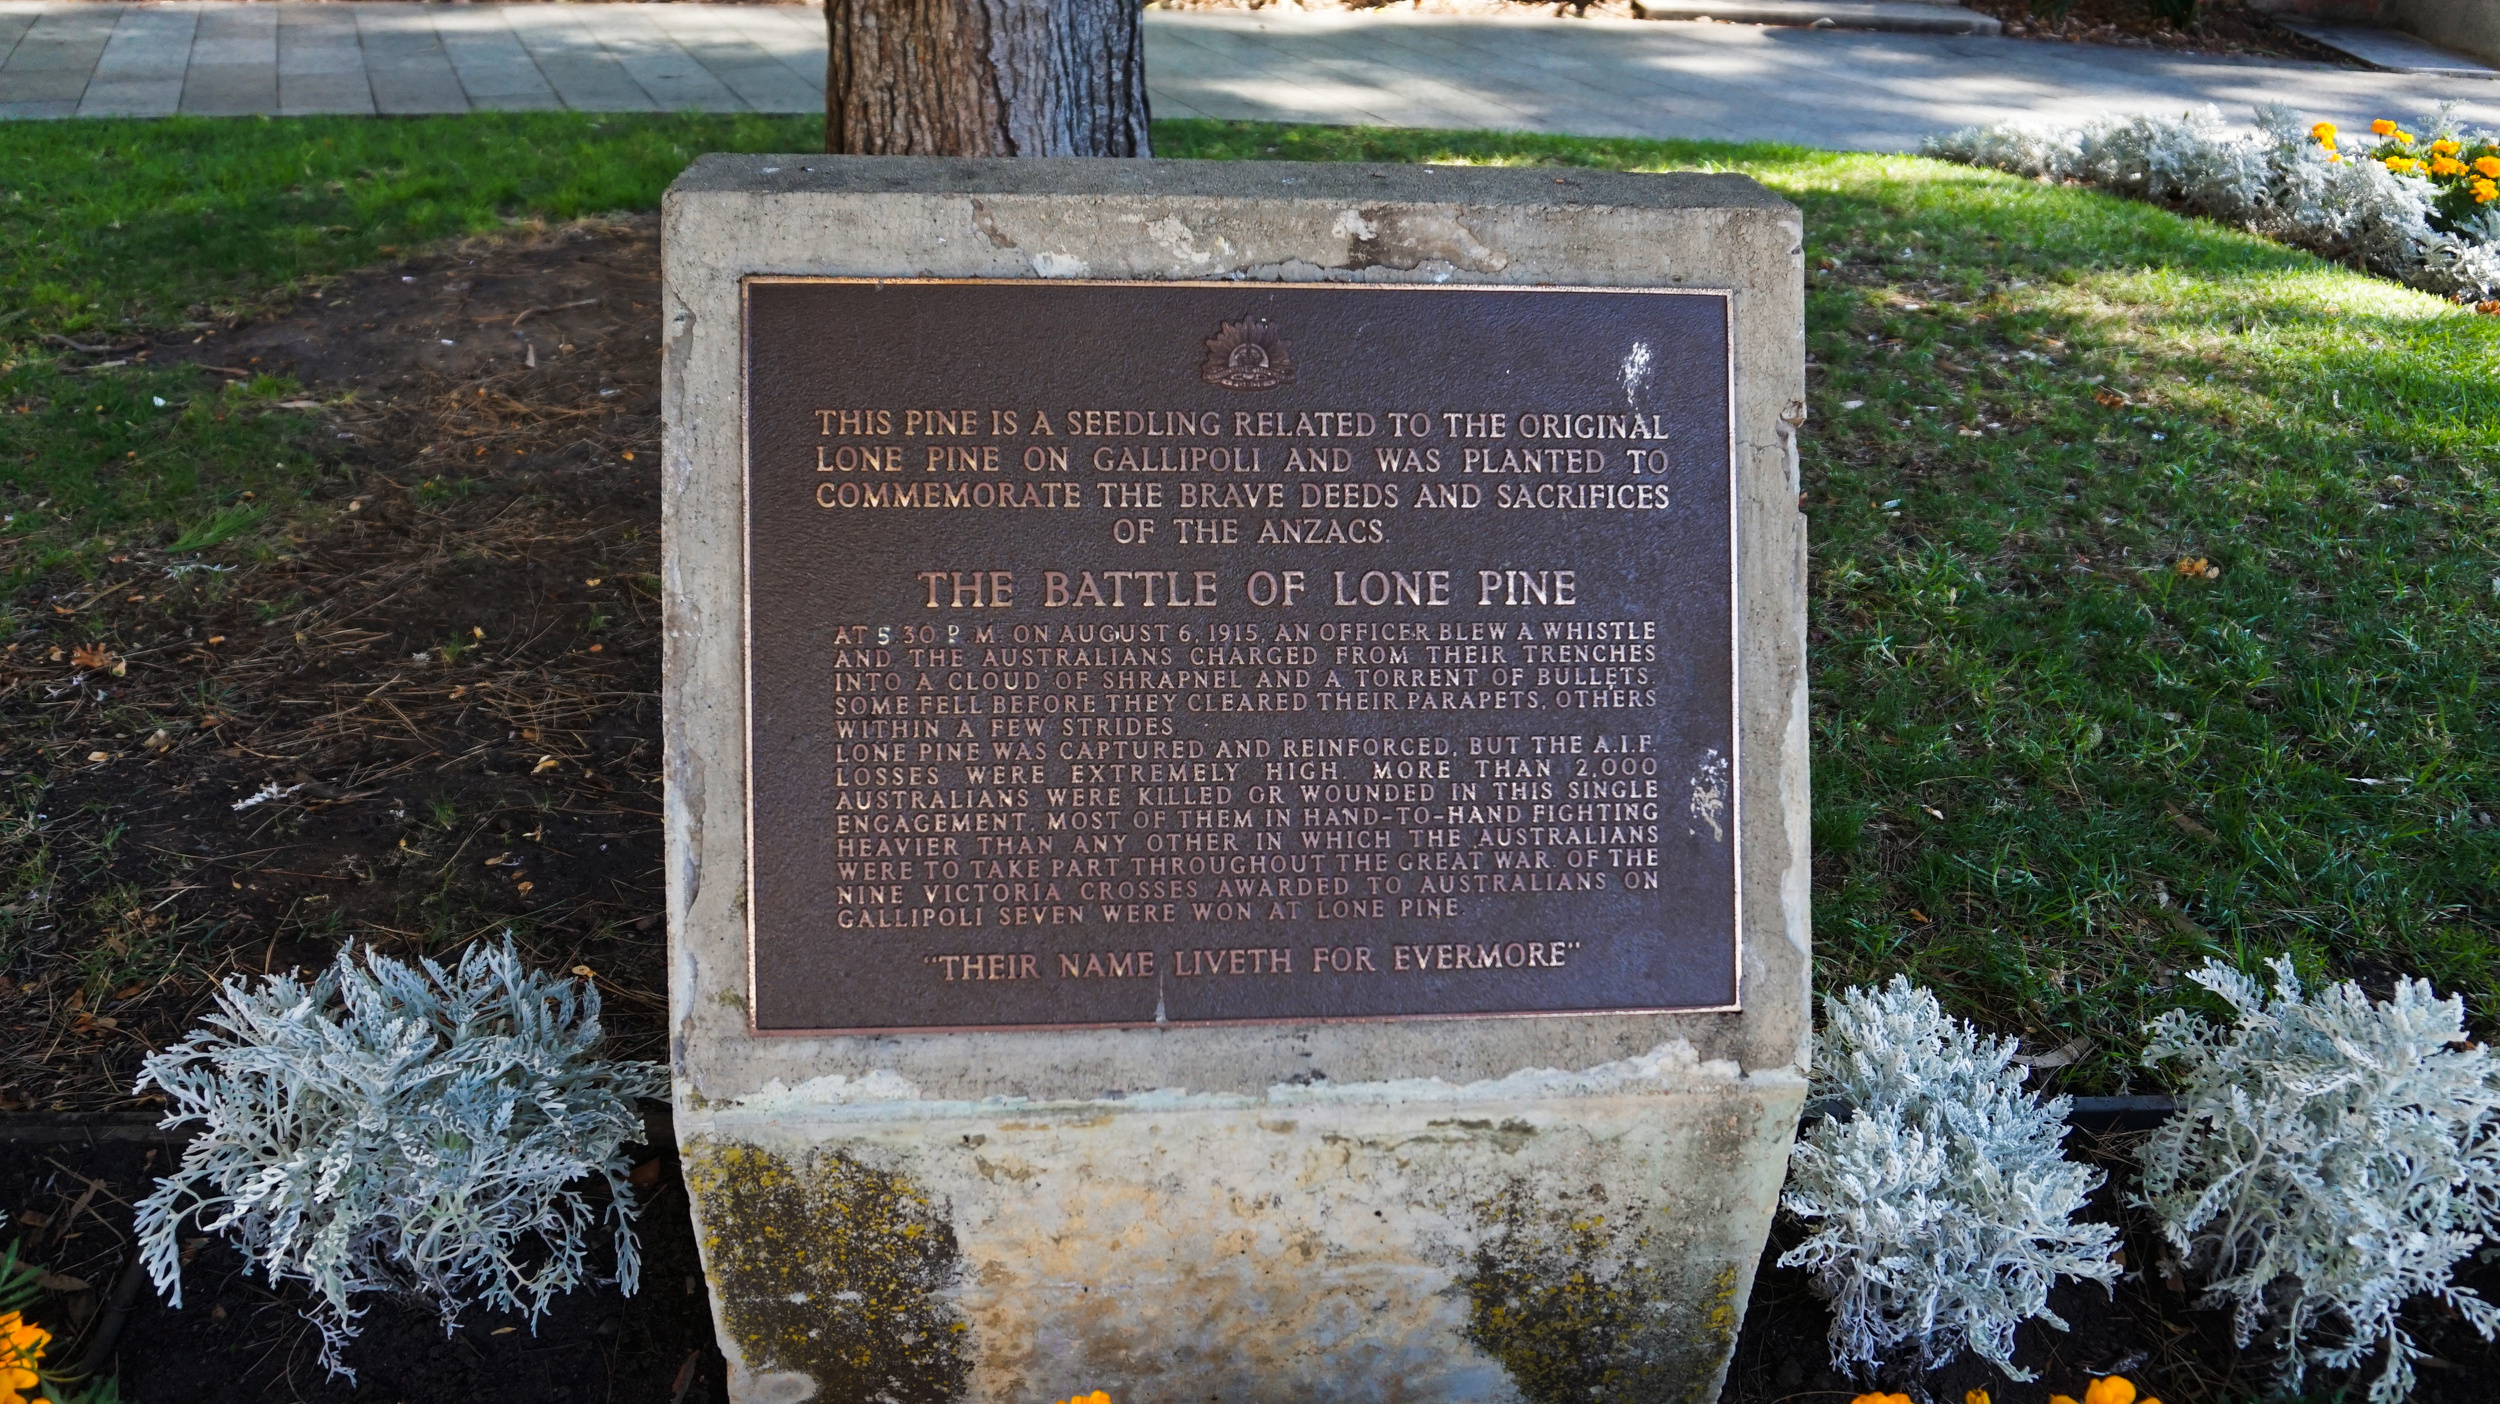 THIS PINE IS A SEEDLING RELATED TO THE ORIGINAL
LONE PINE ON GALLIPOLI AND WAS PLANTED TO
COMMEMORATE THE BRAVE DEEDS AND SACRIFICES
OF THE ANZACS.
THE BATTLE OF LONE PINE
AT 5.30 P.M. ON AUGUST 6, 1915, AN OFFICER BLEW A WHISTLE
AND THE AUSTRALIANS CHARGED FROM THEIR TRENCHES
INTO A CLOUD OF SHRAPNEL AND A TORRENT OF BULLETS.
SOME FELL BEFORE THEY CLEARED THEIR PARAPETS, OTHERS
WITHIN A FEW STRIDES.
LONE PINE WAS CAPTURED AND REINFORCED, BUT THE A.I.F.
LOSSES WERE EXTREMELY HIGH. MORE THAN 2,000
AUSTRALIANS WERE KILLED OR WOUNDED IN THIS SINGLE
ENGAGEMENT, MOST OF THEM IN HAND-TO-HAND FIGHTING
HEAVIER THAN ANY OTHER IN WHICH THE AUSTRALIANS
WERE TO TAKE PART THROUGHOUT THE GREAT WAR. OF THE
NINE VICTORIA CROSSES AWARDED TO AUSTRALIANS ON
GALLIPOLI SEVEN WERE WON AT LONE PINE.
"THEIR NAME LIVETH FOR EVERMORE"